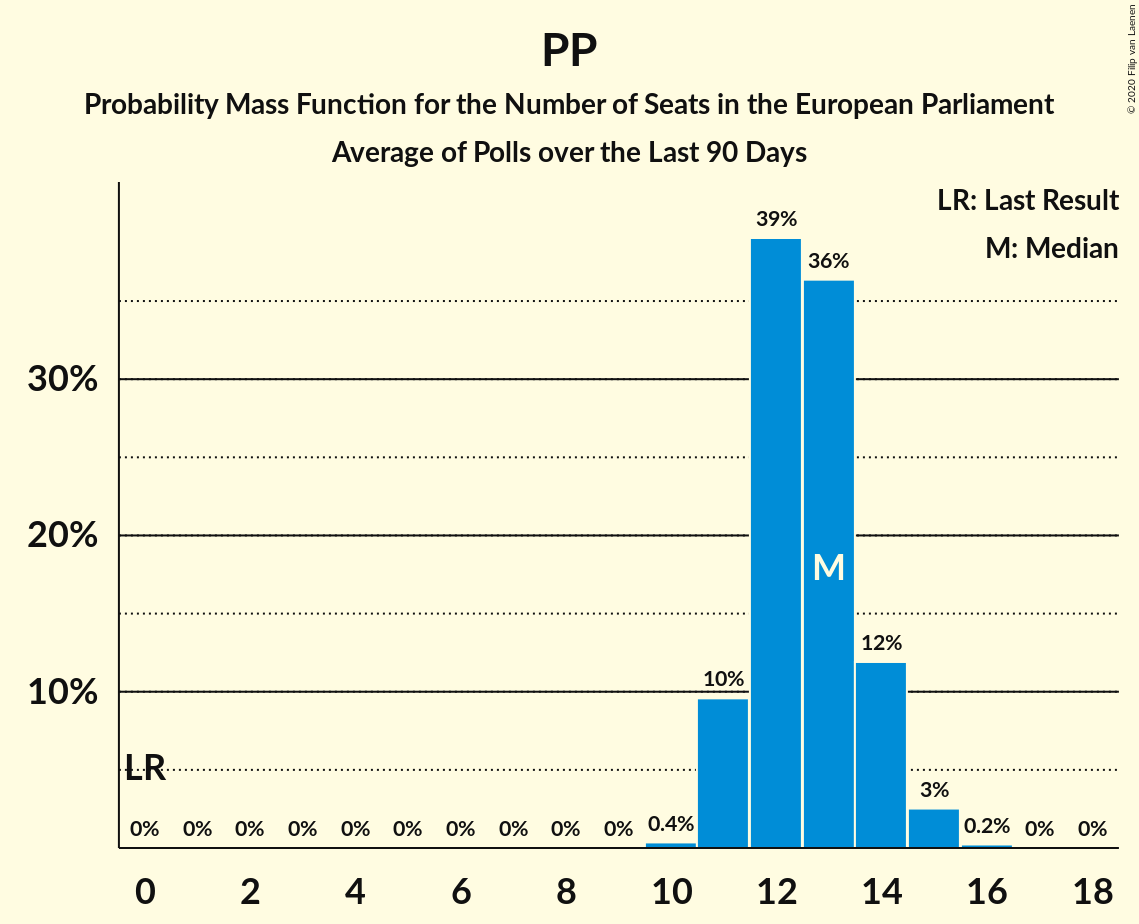 PP
Probability Mass Function for the Number of Seats in the European Parliament
Average of Polls over the Last 90 Days
© 2020 Filip van Laenen
LR: Last Result
M: Median
39%
36%
30%
20%
M
12%
10%
10%
LR
3%
0% 0% 0% 0% 0% 0% 0% 0% 0% 0% 0.4% 0.2% 0% 0%
0 2 4 6 8 10 12 14 16 18